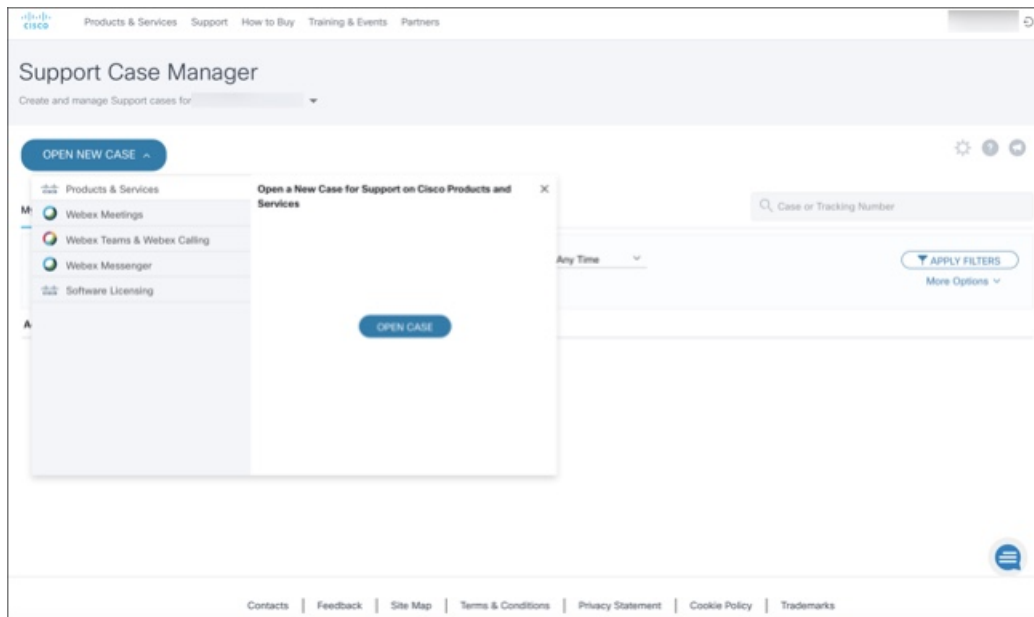 CISCO
Products & Services Support How to Buy Training & Events Partners
Support Case Manager
Create and manage Support cases for
OPEN NEW CASE
Products & Services
Webex Meetings
Webex Teams & Webex Calling
Webex Messenger
Software Licensing
Open a New Case for Support on Cisco Products and
Services
OPEN CASE
M
Case or Tracking Number
Any Time
APPLY FILTERS
More Options
A
Contacts | Feedback | Site Map | Terms & Conditions | Privacy Statement | Cookie Policy | Trademarks